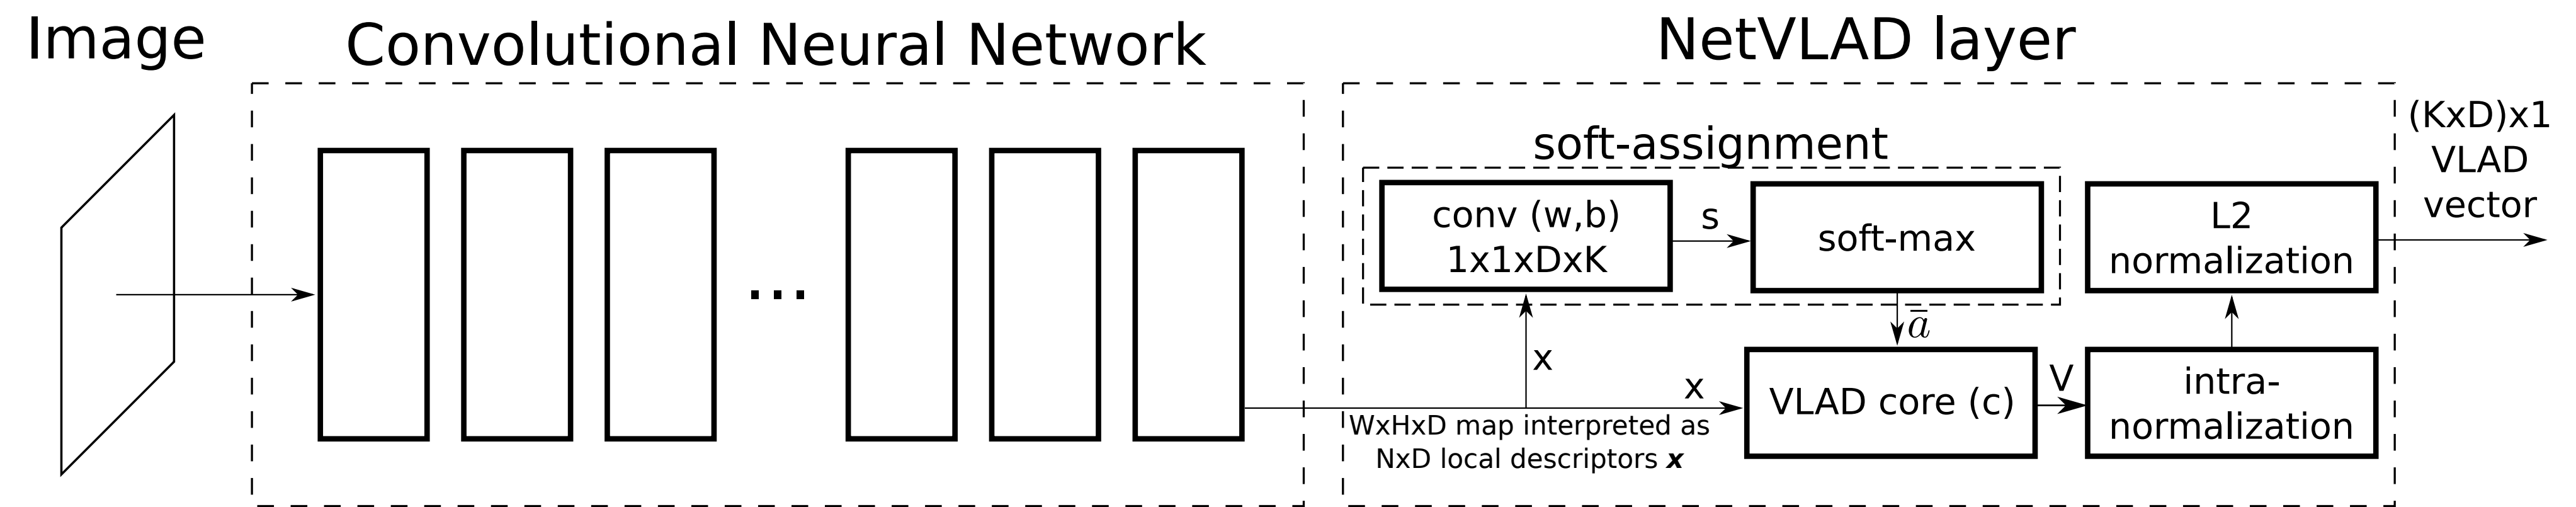 Image
Convolutional Neural Network
...
NetVLAD layer
soft-assignment
conv (w,b)
1x1xDxK
s
soft-max
L2
normalization
(KxD)x1
VLAD
vector
x
a̅
x
VLAD core (c)
V
intra-
normalization
WxHxD map interpreted as
NxD local descriptors x